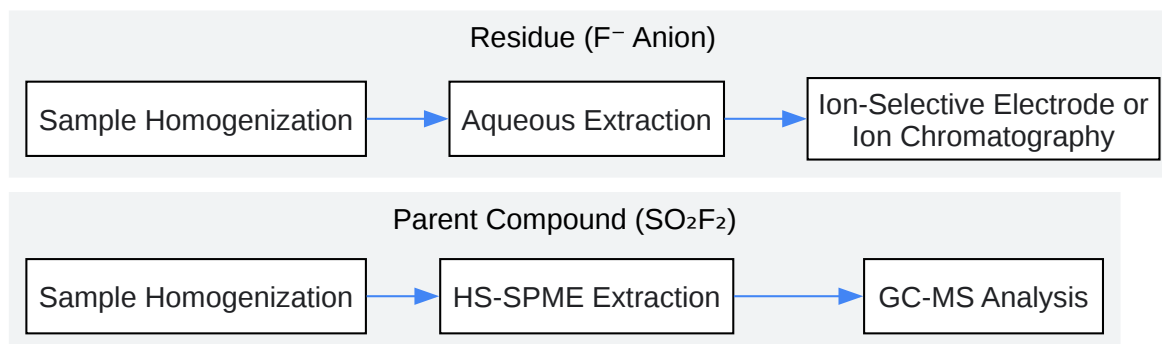 Residue (F⁻ Anion)
Sample Homogenization
Aqueous Extraction
Ion-Selective Electrode or
Ion Chromatography
Parent Compound (SO₂F₂)
Sample Homogenization
HS-SPME Extraction
GC-MS Analysis